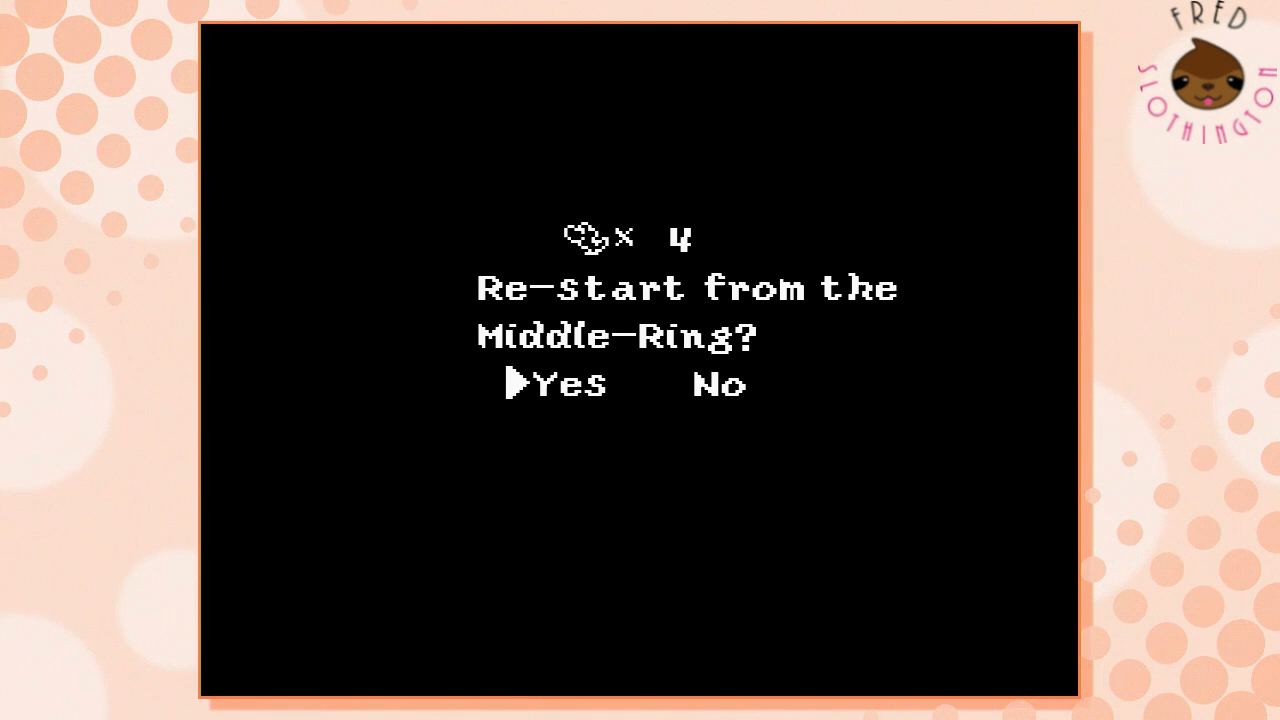 FRED
SLOTHINGTON
× 4
Re-start from the
Middle-Ring?
▶Yes No